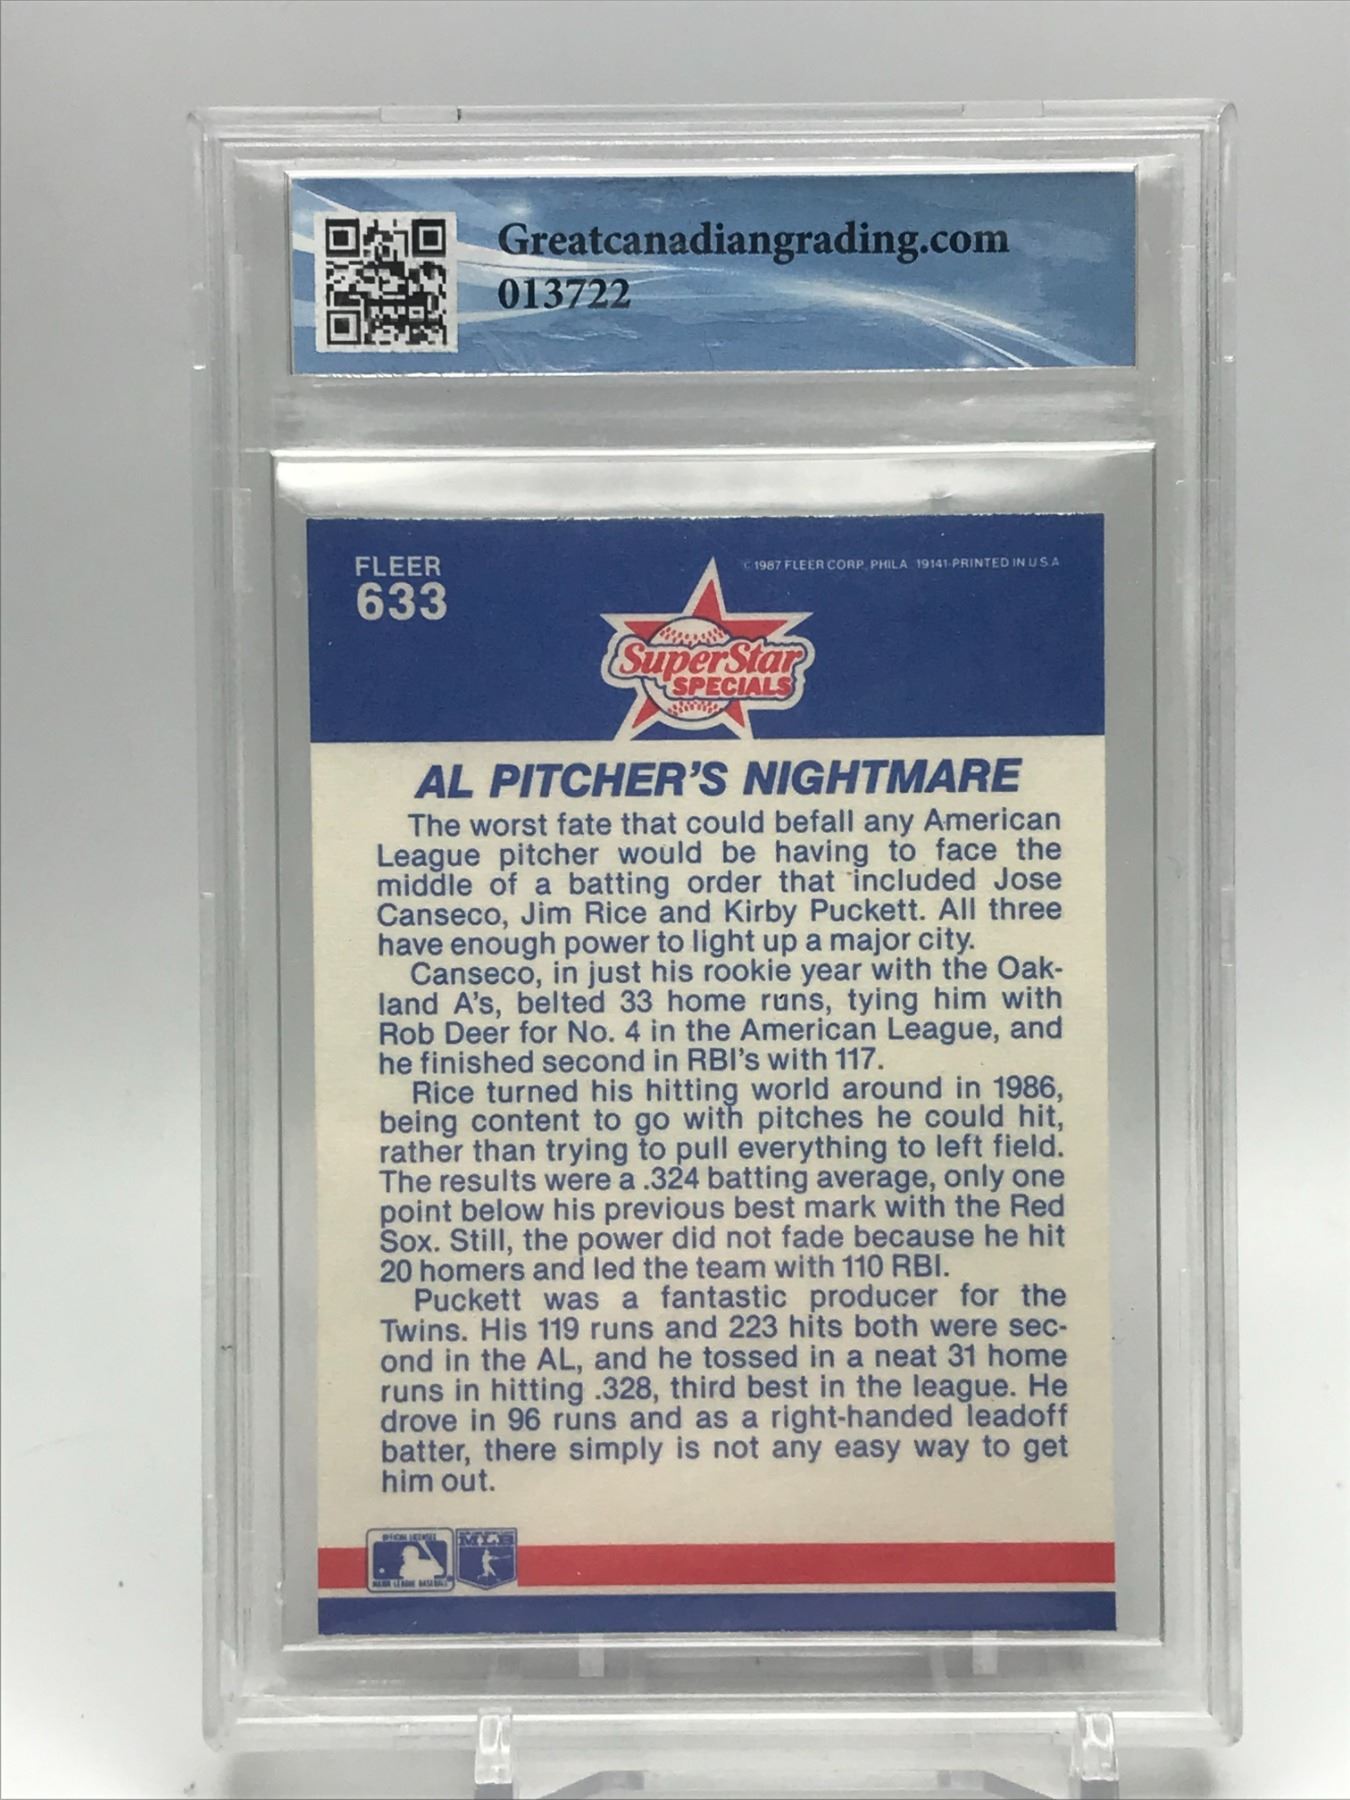 Greatcanadiangrading.com
013722
FLEER
633
© 1987 FLEER CORP. PHILA 19141-PRINTED IN U S A
SuperStar
SPECIALS
AL PITCHER'S NIGHTMARE
The worst fate that could befall any American
League pitcher would be having to face the
middle of a batting order that included Jose
Canseco, Jim Rice and Kirby Puckett. All three
have enough power to light up a major city.
Canseco, in just his rookie year with the Oak-
land A's, belted 33 home runs, tying him with
Rob Deer for No. 4 in the American League, and
he finished second in RBI's with 117.
Rice turned his hitting world around in 1986,
being content to go with pitches he could hit,
rather than trying to pull everything to left field.
The results were a .324 batting average, only one
point below his previous best mark with the Red
Sox. Still, the power did not fade because he hit
20 homers and led the team with 110 RBI.
Puckett was a fantastic producer for the
Twins. His 119 runs and 223 hits both were sec-
ond in the AL, and he tossed in a neat 31 home
runs in hitting .328, third best in the league. He
drove in 96 runs and as a right-handed leadoff
batter, there simply is not any easy way to get
him out.
OFFICIAL LICENSEE
MAJOR LEAGUE BASEBALL